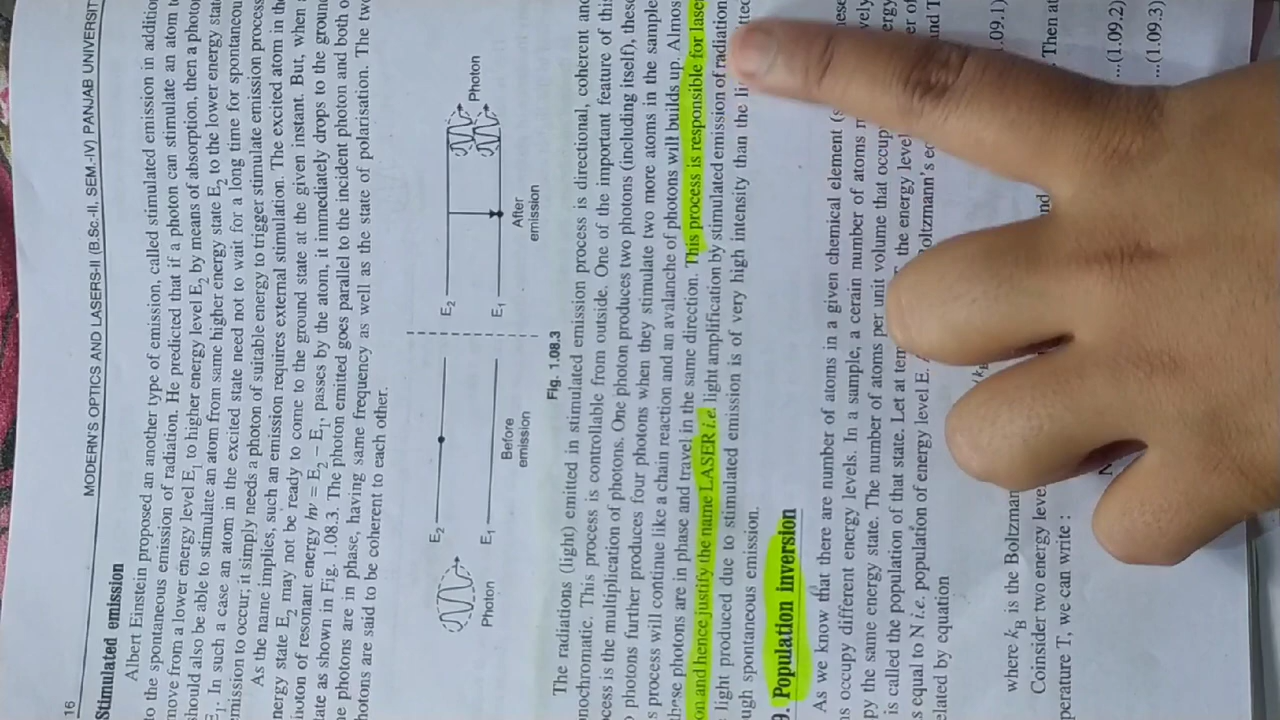 16
MODERN'S OPTICS AND LASERS-II (B.Sc.-II. SEM.-IV) PANJAB UNIVERSIT
Stimulated emission
Albert Einstein proposed an another type of emission, called stimulated emission in addition
to the spontaneous emission of radiation. He predicted that if a photon can stimulate an atom t
move from a lower energy level E1 to higher energy level E2 by means of absorption, then a photo
should also be able to stimulate an atom from same higher energy state E2 to the lower energy stat
E1. In such a case an atom in the excited state need not to wait for a long time for spontaneou
emission to occur; it simply needs a photon of suitable energy to trigger stimulate emission process
As the name implies, such an emission requires external stimulation. The excited atom in the
nergy state E2 may not be ready to come to the ground state at the given instant. But, when
hoton of resonant energy hν = E2 − E1, passes by the atom, it immediately drops to the ground
tate as shown in Fig. 1.08.3. The photon emitted goes parallel to the incident photon and both o
he photons are in phase, having same frequency as well as the state of polarisation. The two
hotons are said to be coherent to each other.
E2 E2
Photon E1 E1 Photon
Before emission After emission
Fig. 1.08.3
The radiations (light) emitted in stimulated emission process is directional, coherent and
onochromatic. This process is controllable from outside. One of the important feature of this
ocess is the multiplication of photons. One photon produces two photons (including itself), these
photons further produces four photons when they stimulate two more atoms in the sample
s process will continue like a chain reaction and an avalanche of photons will builds up. Almos
hese photons are in phase and travel in the same direction. This process is responsible for laser
on and hence justify the name LASER i.e. light amplification by stimulated emission of radiation
light produced due to stimulated emission is of very high intensity than the
ugh spontaneous emission.
9. Population inversion
As we know that there are number of atoms in a given chemical element
s occupy different energy levels. In a sample, a cerain number of atoms
py the same energy state. The number of atoms per unit volume that occup
is called the population of that state. Let at the energy level
s equal to N i.e. population of energy level E. oltzmann's
elated by equation
.09.1)
where kB is the Boltzman
Coinsider two energy leve Then at
perature T, we can write :
...(1.09.2)
...(1.09.3)